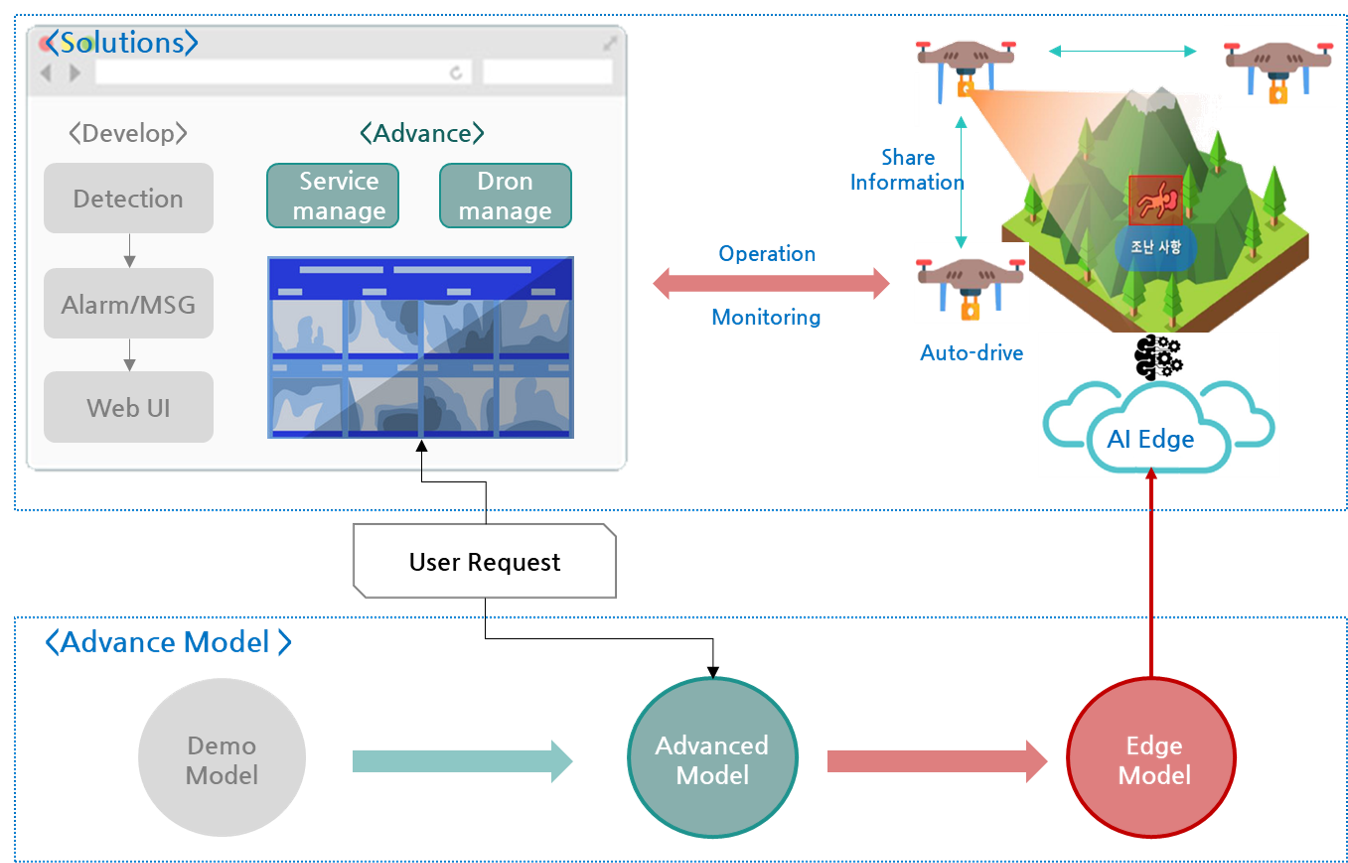 <Solutions>
<Develop>
Detection
Alarm/MSG
Web UI
<Advance>
Service
manage
Dron
manage
Operation
Monitoring
Share
Information
조난 사항
Auto-drive
AI Edge
User Request
<Advance Model >
Demo
Model
Advanced
Model
Edge
Model